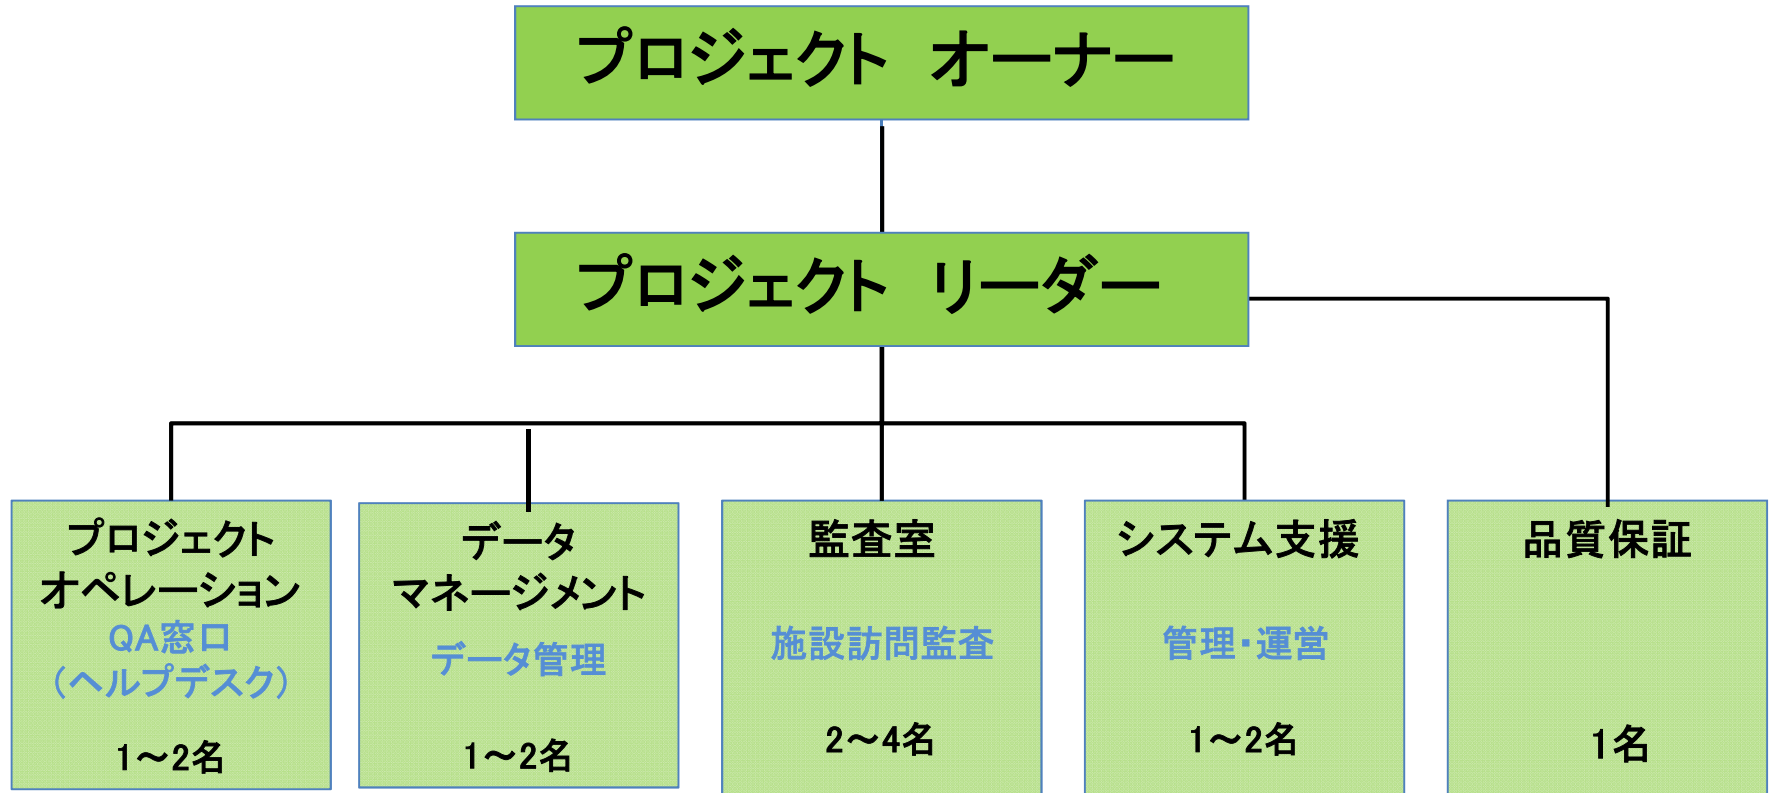 プロジェクト　オーナー
プロジェクト　リーダー
プロジェクト
オペレーション
QA窓口
（ヘルプデスク）
1～2名
データ
マネージメント
データ管理
1～2名
監査室
施設訪問監査
2～4名
システム支援
管理・運営
1～2名
品質保証
1名